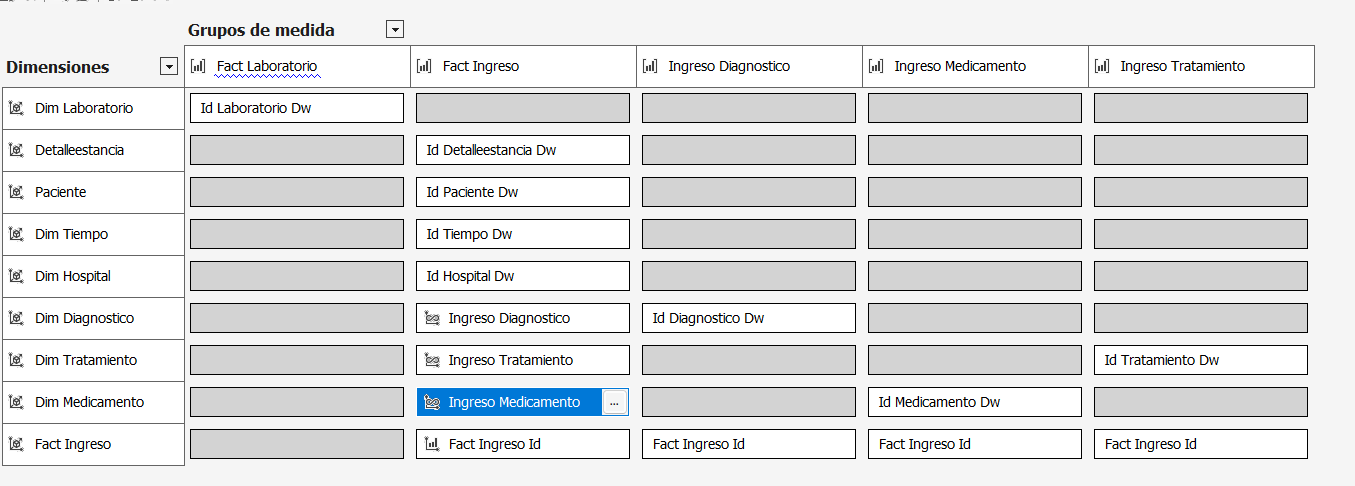 Grupos de medida
Dimensiones Fact Laboratorio Fact Ingreso Ingreso Diagnostico Ingreso Medicamento Ingreso Tratamiento
Dim Laboratorio Id Laboratorio Dw
Detalleestancia Id Detalleestancia Dw
Paciente Id Paciente Dw
Dim Tiempo Id Tiempo Dw
Dim Hospital Id Hospital Dw
Dim Diagnostico Ingreso Diagnostico Id Diagnostico Dw
Dim Tratamiento Ingreso Tratamiento Id Tratamiento Dw
Dim Medicamento Ingreso Medicamento ... Id Medicamento Dw
Fact Ingreso Fact Ingreso Id Fact Ingreso Id Fact Ingreso Id Fact Ingreso Id